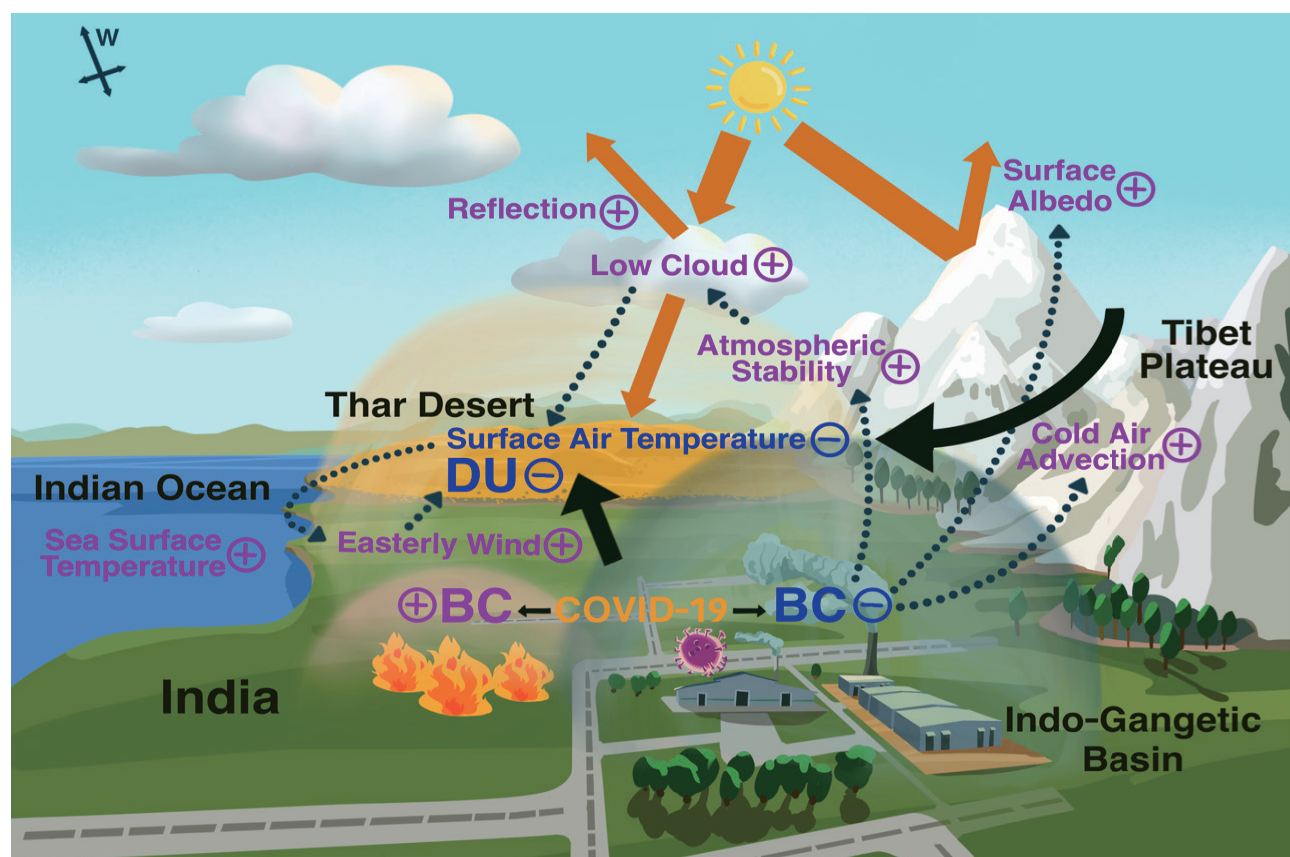 W
Surface
Albedo ⊕
Reflection ⊕
Low Cloud ⊕
Atmospheric
Stability ⊕
Tibet
Plateau
Thar Desert
Surface Air Temperature ⊖
DU ⊖
Cold Air
Advection ⊕
Indian Ocean
Sea Surface
Temperature ⊕
Easterly Wind ⊕
⊕ BC
COVID-19
BC ⊖
India
Indo-Gangetic
Basin